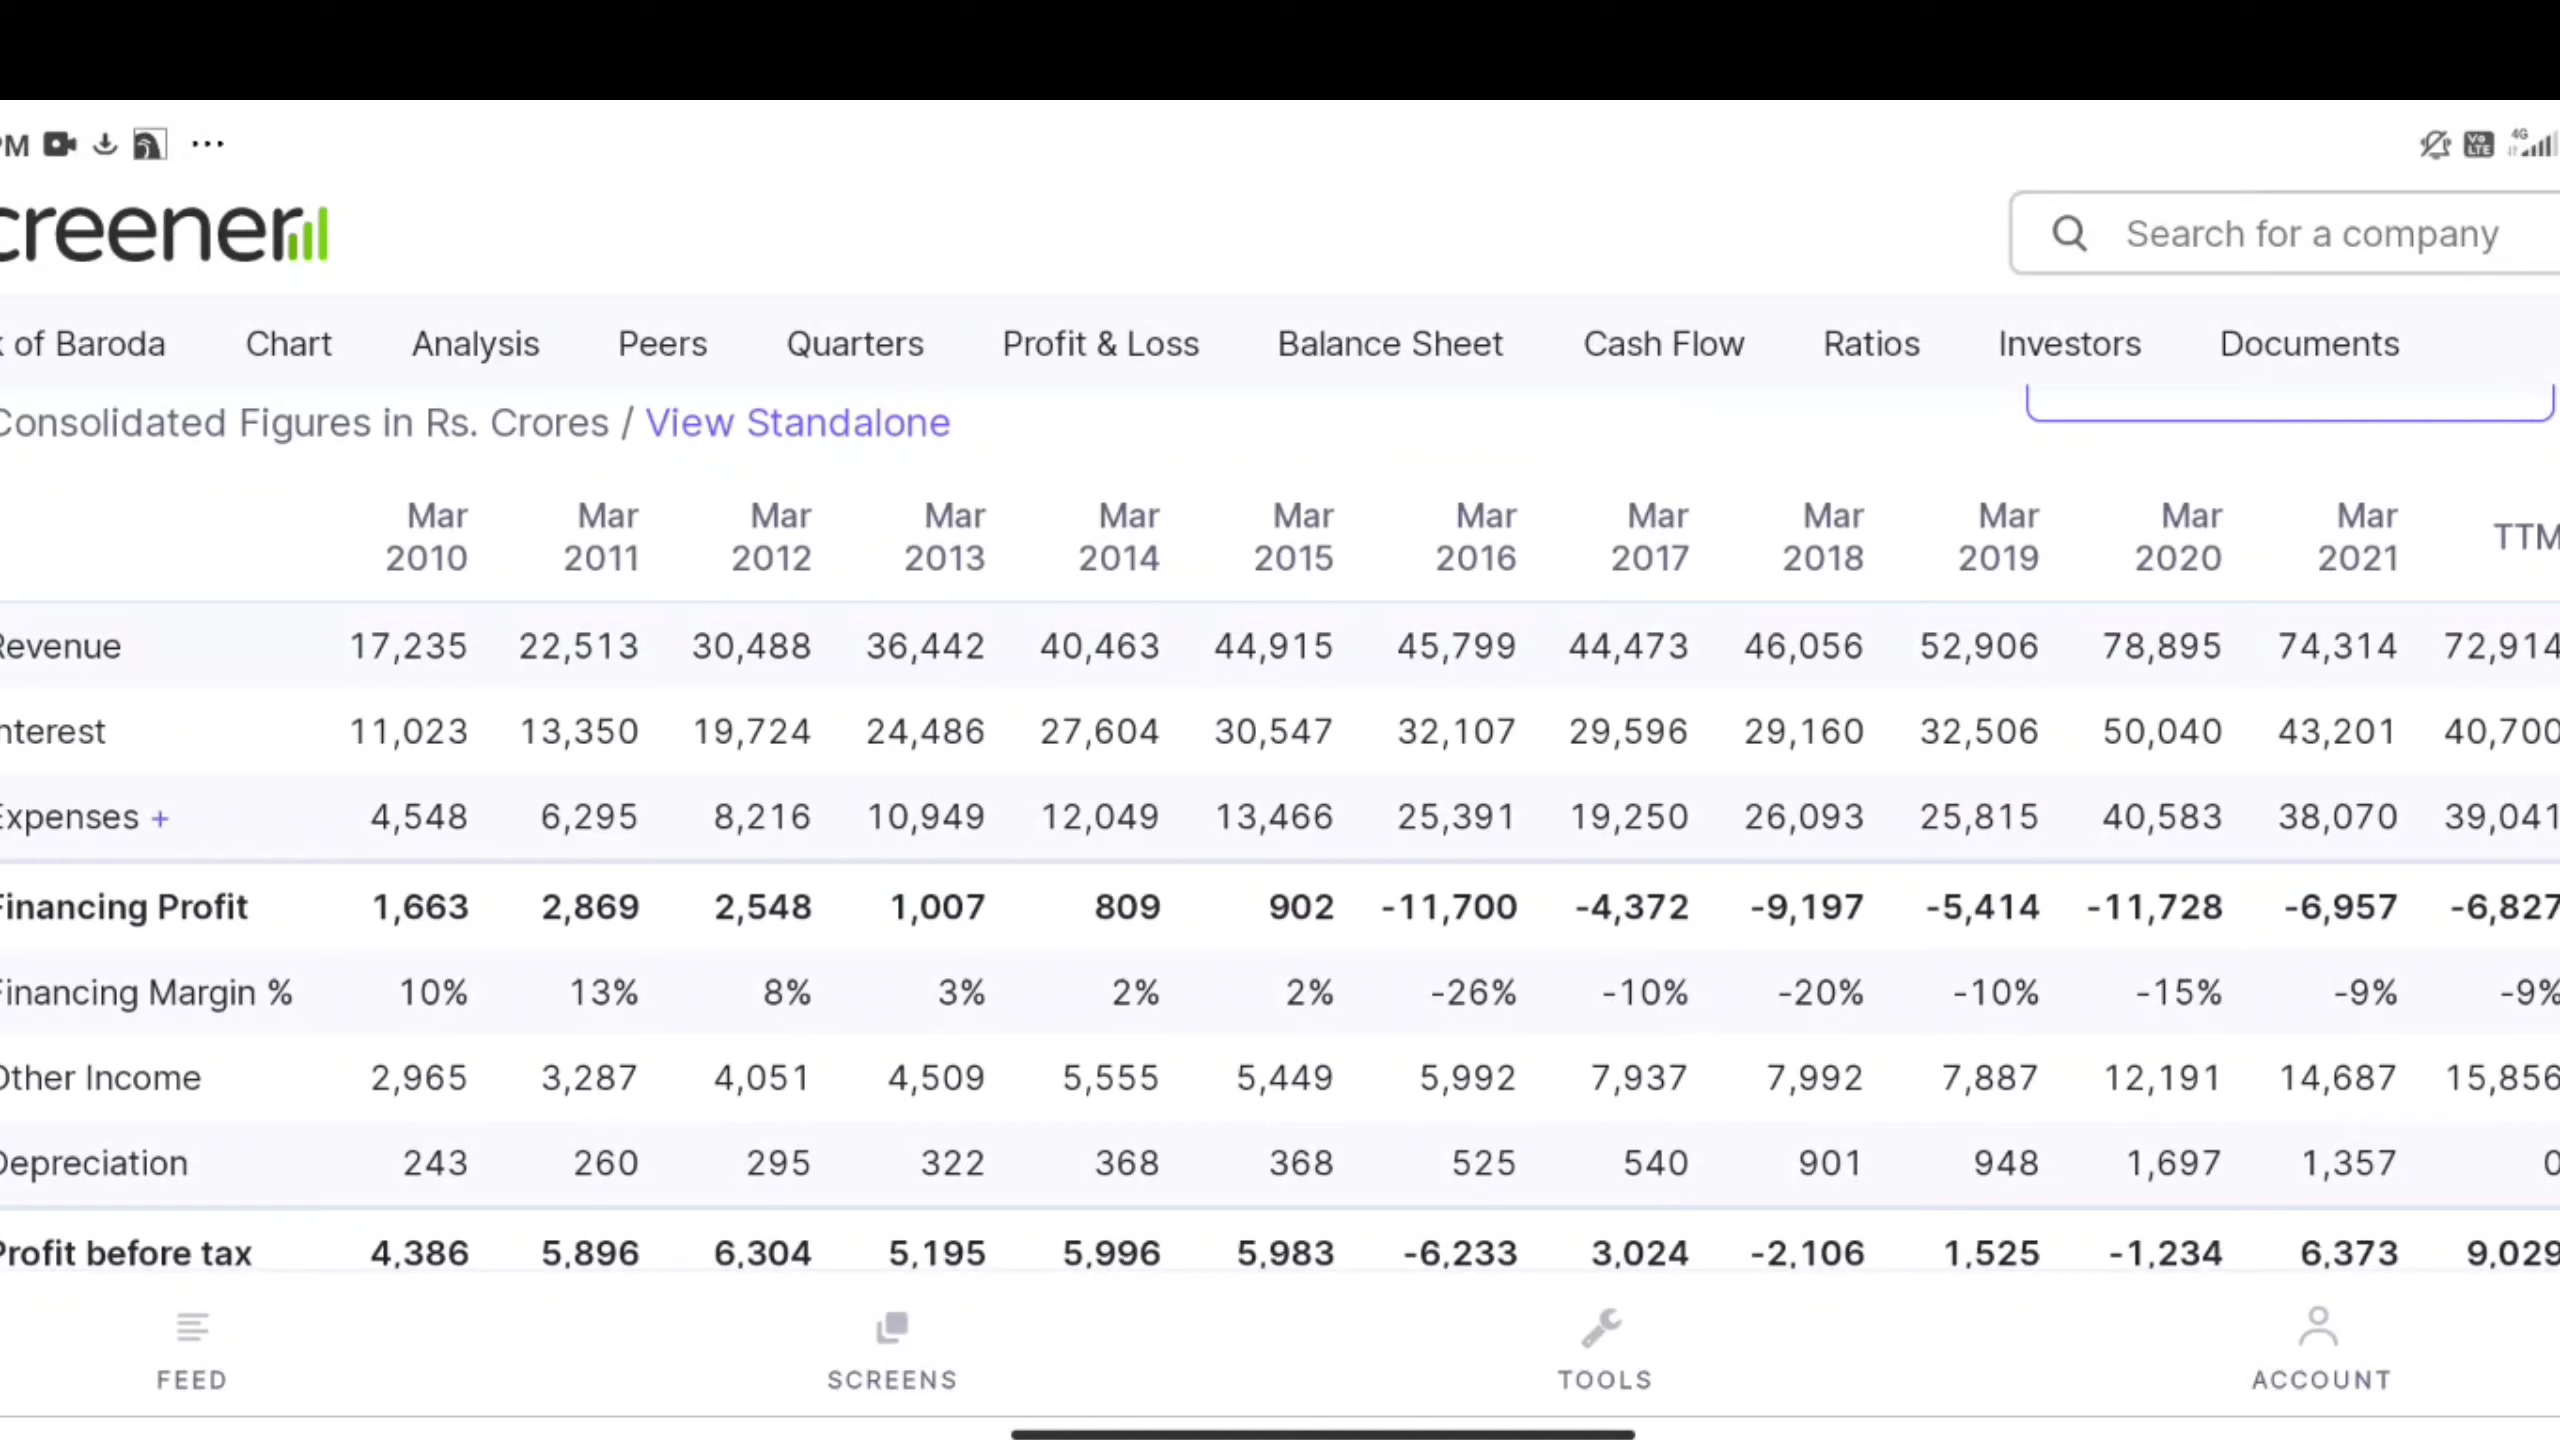 PM ...
VoLTE 4G
creener
Search for a company
k of Baroda Chart Analysis Peers Quarters Profit & Loss Balance Sheet Cash Flow Ratios Investors Documents
Consolidated Figures in Rs. Crores / View Standalone
Mar 2010 Mar 2011 Mar 2012 Mar 2013 Mar 2014 Mar 2015 Mar 2016 Mar 2017 Mar 2018 Mar 2019 Mar 2020 Mar 2021 TTM
Revenue 17,235 22,513 30,488 36,442 40,463 44,915 45,799 44,473 46,056 52,906 78,895 74,314 72,914
nterest 11,023 13,350 19,724 24,486 27,604 30,547 32,107 29,596 29,160 32,506 50,040 43,201 40,700
Expenses + 4,548 6,295 8,216 10,949 12,049 13,466 25,391 19,250 26,093 25,815 40,583 38,070 39,041
Financing Profit 1,663 2,869 2,548 1,007 809 902 -11,700 -4,372 -9,197 -5,414 -11,728 -6,957 -6,827
Financing Margin % 10% 13% 8% 3% 2% 2% -26% -10% -20% -10% -15% -9% -9%
Other Income 2,965 3,287 4,051 4,509 5,555 5,449 5,992 7,937 7,992 7,887 12,191 14,687 15,856
Depreciation 243 260 295 322 368 368 525 540 901 948 1,697 1,357 0
Profit before tax 4,386 5,896 6,304 5,195 5,996 5,983 -6,233 3,024 -2,106 1,525 -1,234 6,373 9,029
FEED SCREENS TOOLS ACCOUNT